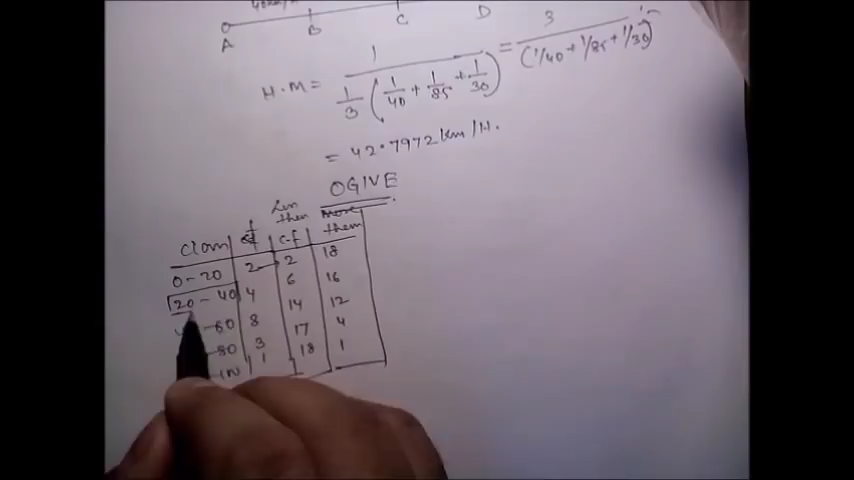 A B C D
H.M = 1 / 1/3 ( 1/40 + 1/85 + 1/30 ) = 3 / (1/40 + 1/85 + 1/30)
= 42.7972 km/H.
OGIVE
Class f Less then c.f more them
0-20 2 2 18
20-40 4 6 16
-60 8 14 12
-80 3 17 4
1 18 1